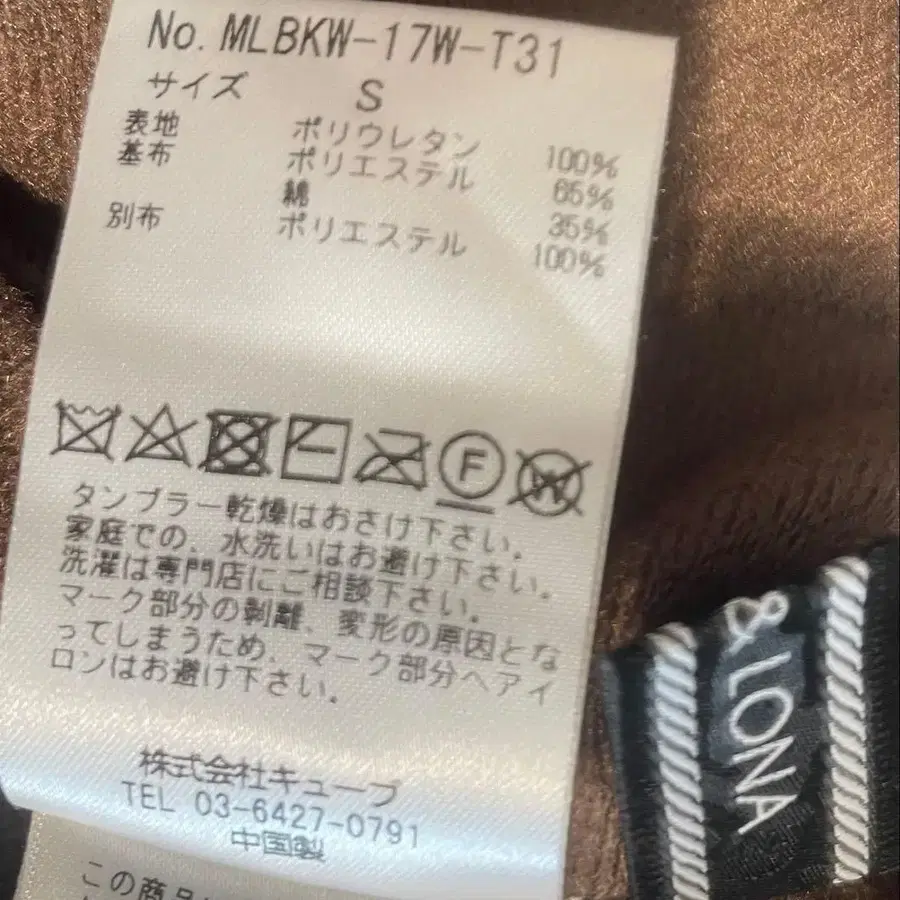 No. MLBKW-17W-T31
サイズ S
表地 ポリウレタン 100%
基布 ポリエステル 65%
綿 35%
別布 ポリエステル 100%
F
W
タンブラー乾燥はおさけ下さい。
家庭での、水洗いはお避け下さい。
洗濯は専門店にご相談下さい。
マーク部分の剥離、変形の原因とな
ってしまうため、マーク部分へアイ
ロンはお避け下さい。
株式会社キューブ
TEL 03-6427-0791
中国製
この商品
& LONA